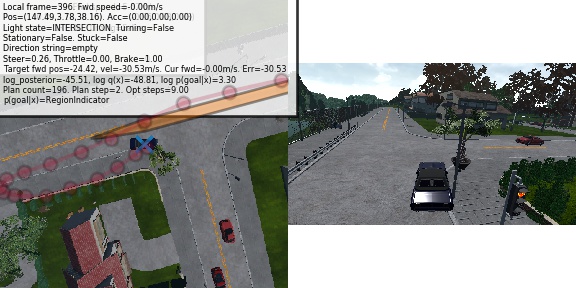 Local frame=396. Fwd.speed=-0.00m/s
Pos=(147.49,3.78,38.16). Acc=(0.00,0.00,0.00)
Light state=INTERSECTION. Turning=False
Stationary=False. Stuck=False
Direction string=empty
Steer=0.26, Throttle=0.00, Brake=1.00
Target fwd pos=-24.42, vel=-30.53m/s. Cur fwd=-0.00m/s. Err=-30.53
log_posterior=-45.51, log q(x)=-48.81, log p(goal|x)=3.30
Plan count=196. Plan step=2. Opt steps=9.00
p(goal|x)=RegionIndicator